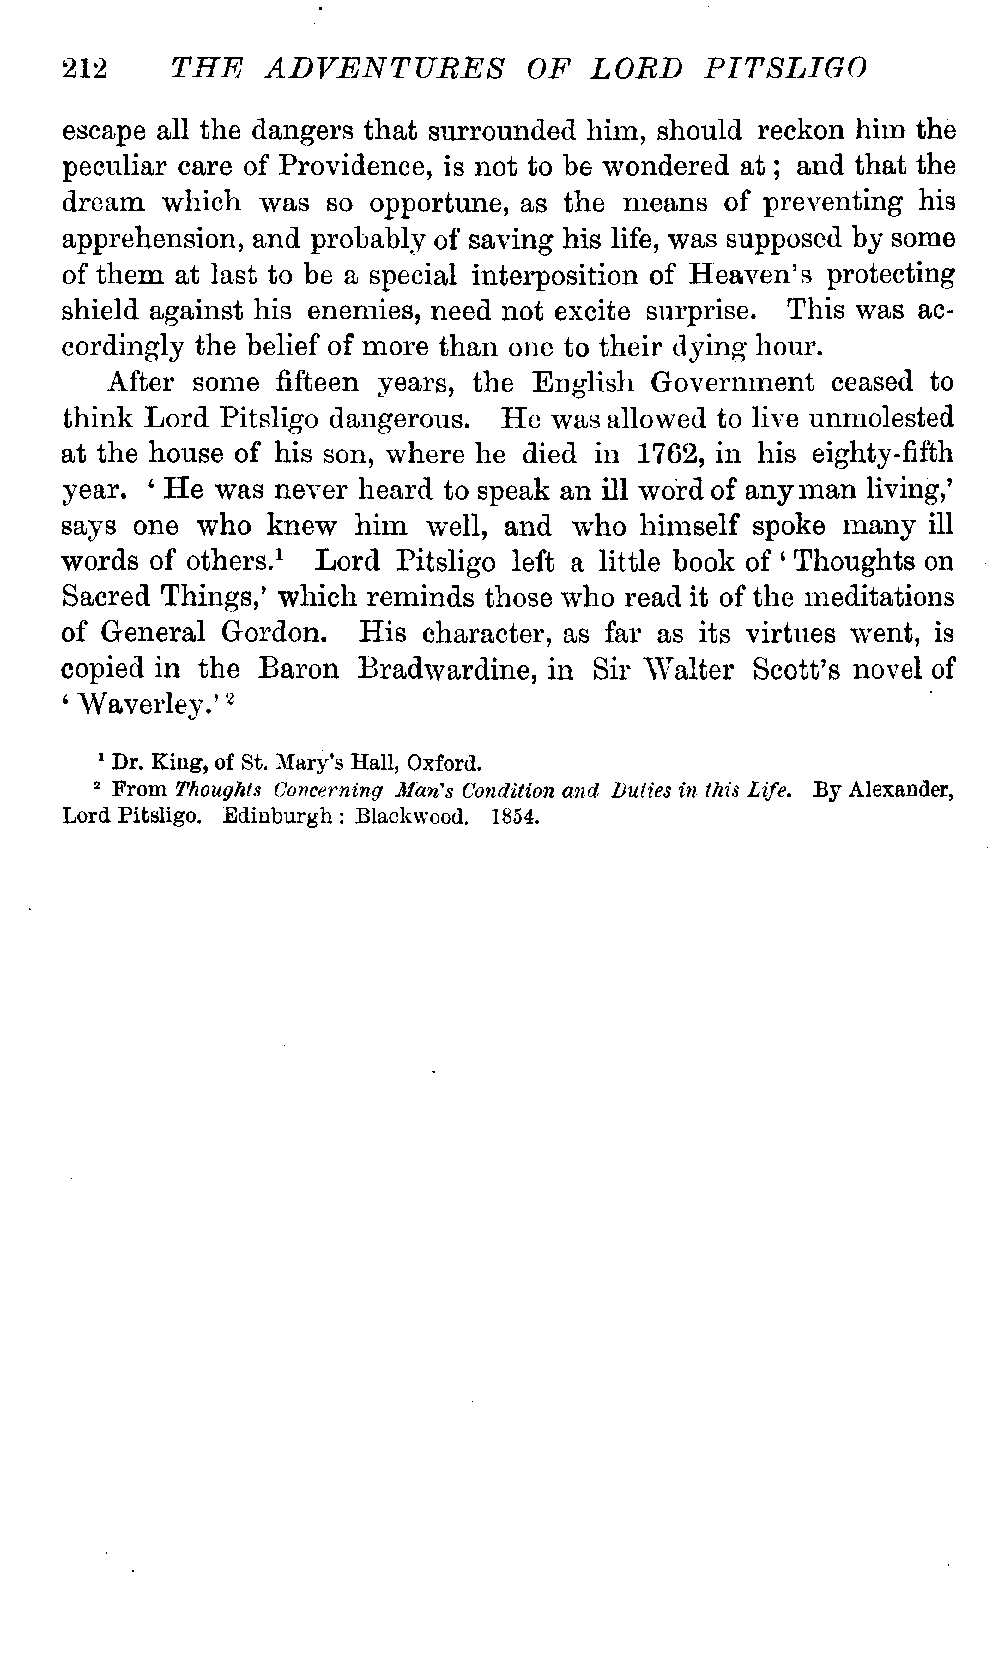 212 THE ADVENTURES OF LORD PITSLIGO
escape all the dangers that surrounded him, should reckon him the
peculiar care of Providence, is not to be wondered at; and that the
dream which was so opportune, as the means of preventing his
apprehension, and probably of saving his life, was supposed by some
of them at last to be a special interposition of Heaven's protecting
shield against his enemies, need not excite surprise. This was ac-
cordingly the belief of more than one to their dying hour.
After some fifteen years, the English Government ceased to
think Lord Pitsligo dangerous. He was allowed to live unmolested
at the house of his son, where he died in 1762, in his eighty-fifth
year. ‘He was never heard to speak an ill word of any man living,’
says one who knew him well, and who himself spoke many ill
words of others.¹ Lord Pitsligo left a little book of ‘Thoughts on
Sacred Things,’ which reminds those who read it of the meditations
of General Gordon. His character, as far as its virtues went, is
copied in the Baron Bradwardine, in Sir Walter Scott's novel of
‘Waverley.’²
¹ Dr. King, of St. Mary's Hall, Oxford.
² From Thoughts Concerning Man's Condition and Duties in this Life. By Alexander,
Lord Pitsligo. Edinburgh: Blackwood. 1854.